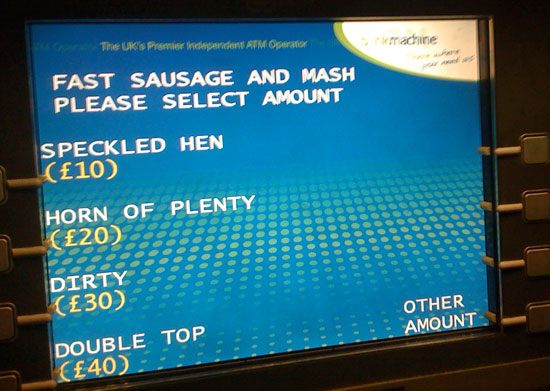 The UK's Premier Independent ATM Operator
machine
FAST SAUSAGE AND MASH
PLEASE SELECT AMOUNT
SPECKLED HEN
(£10)
HORN OF PLENTY
(£20)
DIRTY
(£30)
DOUBLE TOP
(£40)
OTHER
AMOUNT